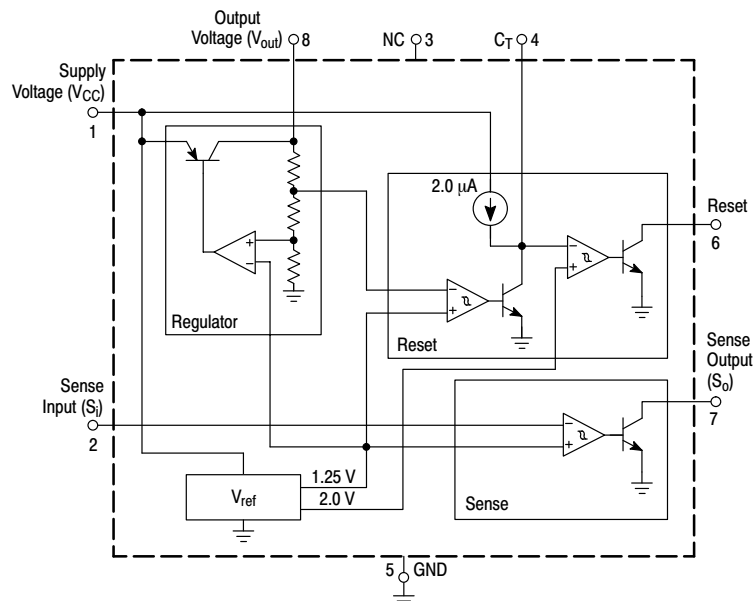 Output
Voltage (Vout) 8
NC 3
CT 4
Supply
Voltage (VCC)
1
2.0 μA
Reset
6
+
−
−
+
−
+
Regulator
Reset
Sense
Output
(So)
7
Sense
Input (Si)
2
−
+
1.25 V
Vref
2.0 V
Sense
5 GND